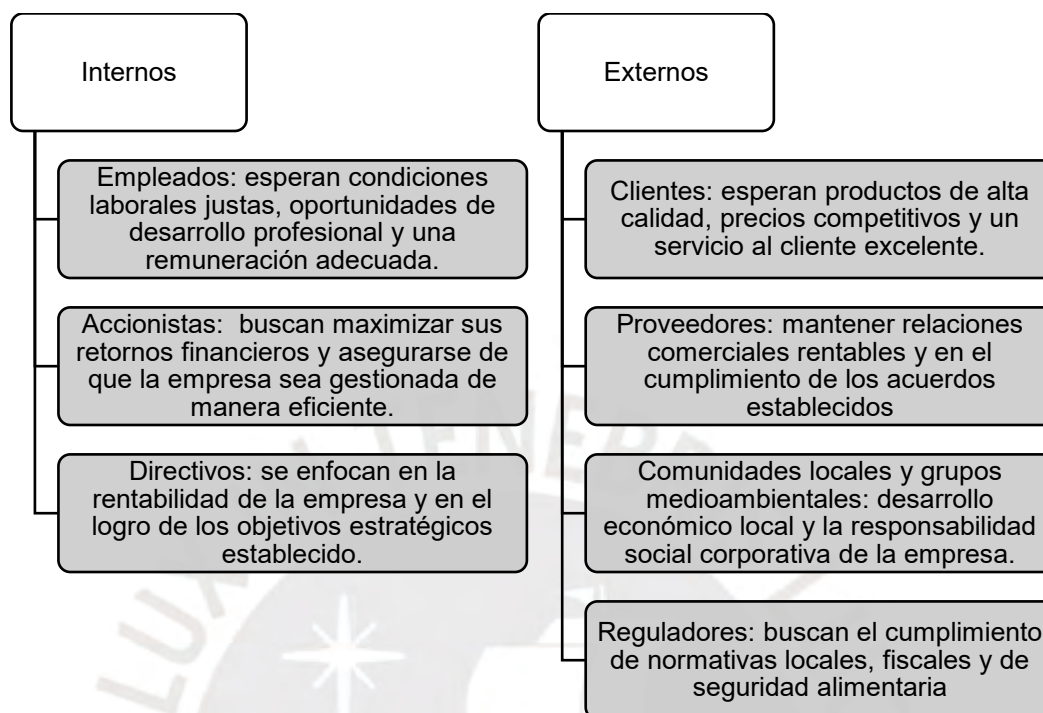 Internos
Empleados: esperan condiciones
laborales justas, oportunidades de
desarrollo profesional y una
remuneración adecuada.
Accionistas:  buscan maximizar sus
retornos financieros y asegurarse de
que la empresa sea gestionada de
manera eficiente.
Directivos: se enfocan en la
rentabilidad de la empresa y en el
logro de los objetivos estratégicos
establecido.
Externos
Clientes: esperan productos de alta
calidad, precios competitivos y un
servicio al cliente excelente.
Proveedores: mantener relaciones
comerciales rentables y en el
cumplimiento de los acuerdos
establecidos
Comunidades locales y grupos
medioambientales: desarrollo
económico local y la responsabilidad
social corporativa de la empresa.
Reguladores: buscan el cumplimiento
de normativas locales, fiscales y de
seguridad alimentaria